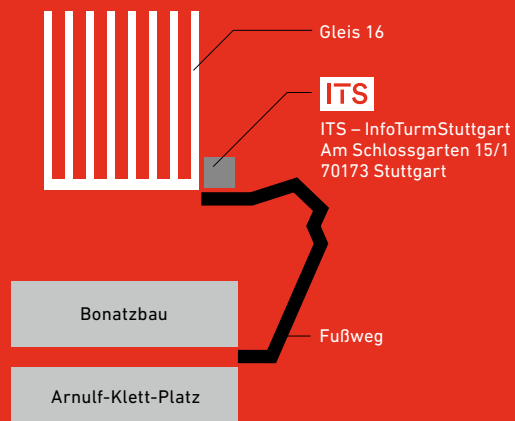 Gleis 16
ITS
ITS – InfoTurmStuttgart
Am Schlossgarten 15/1
70173 Stuttgart
Bonatzbau
Fußweg
Arnulf-Klett-Platz